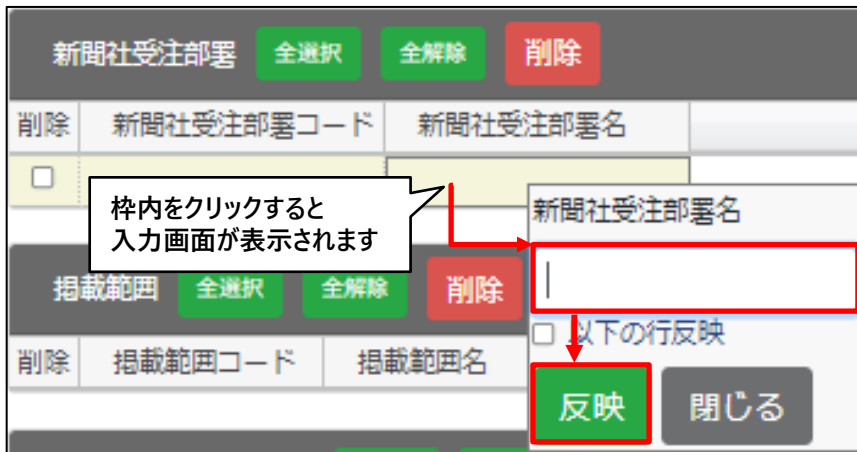 新聞社受注部署 全選択 全解除 削除
削除 新聞社受注部署コード 新聞社受注部署名
枠内をクリックすると
入力画面が表示されます
新聞社受注部署名
掲載範囲 全選択 全解除 削除
以下の行反映
削除 掲載範囲コード 掲載範囲名
反映 閉じる